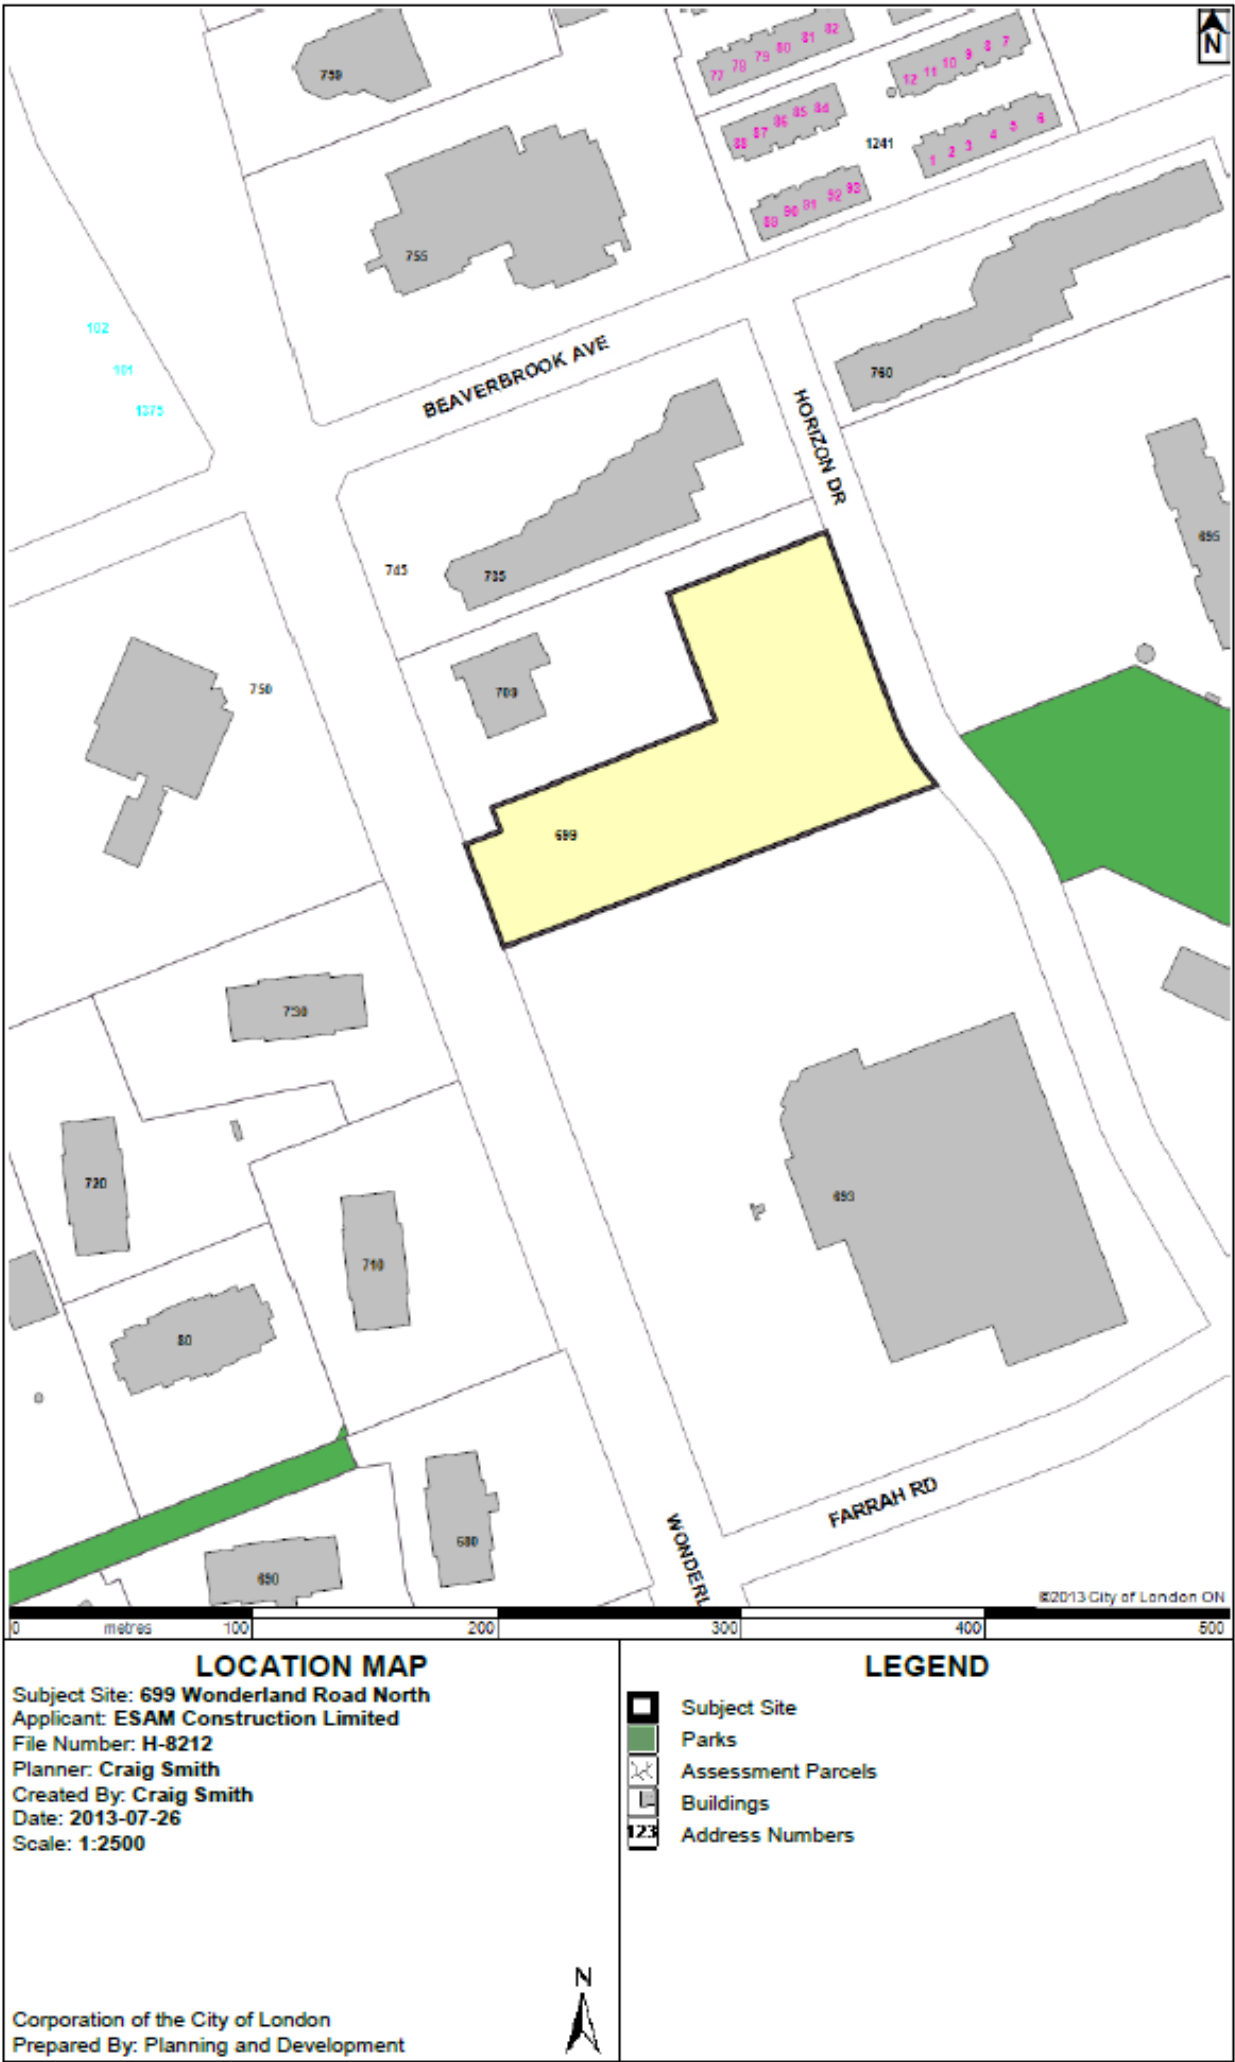 N
759
77 78 79 80 81 82
12 11 10 9 8 7
88 87 86 85 84
1241
1 2 3 4 5 6
89 90 91 92 93
755
102
101
1375
BEAVERBROOK AVE
HORIZON DR
760
695
745
735
750
709
699
730
720
710
693
80
680
690
WONDERL
FARRAH RD
©2013 City of London ON
0 metres 100 200 300 400 500
LOCATION MAP
Subject Site: 699 Wonderland Road North
Applicant: ESAM Construction Limited
File Number: H-8212
Planner: Craig Smith
Created By: Craig Smith
Date: 2013-07-26
Scale: 1:2500
Corporation of the City of London
Prepared By: Planning and Development
N
LEGEND
Subject Site
Parks
Assessment Parcels
Buildings
123 Address Numbers